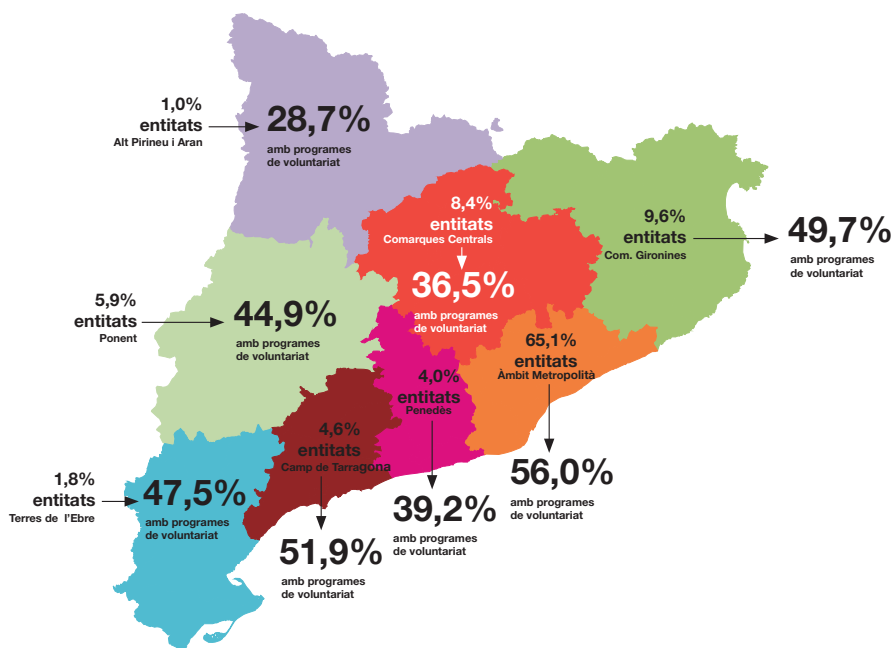 1,0%
entitats
Alt Pirineu i Aran
28,7%
amb programes
de voluntariat
8,4%
entitats
Comarques Centrals
36,5%
amb programes
de voluntariat
9,6%
entitats
Com. Gironines
49,7%
amb programes
de voluntariat
5,9%
entitats
Ponent
44,9%
amb programes
de voluntariat
65,1%
entitats
Àmbit Metropolità
56,0%
amb programes
de voluntariat
4,0%
entitats
Penedès
39,2%
amb programes
de voluntariat
4,6%
entitats
Camp de Tarragona
51,9%
amb programes
de voluntariat
1,8%
entitats
Terres de l'Ebre
47,5%
amb programes
de voluntariat